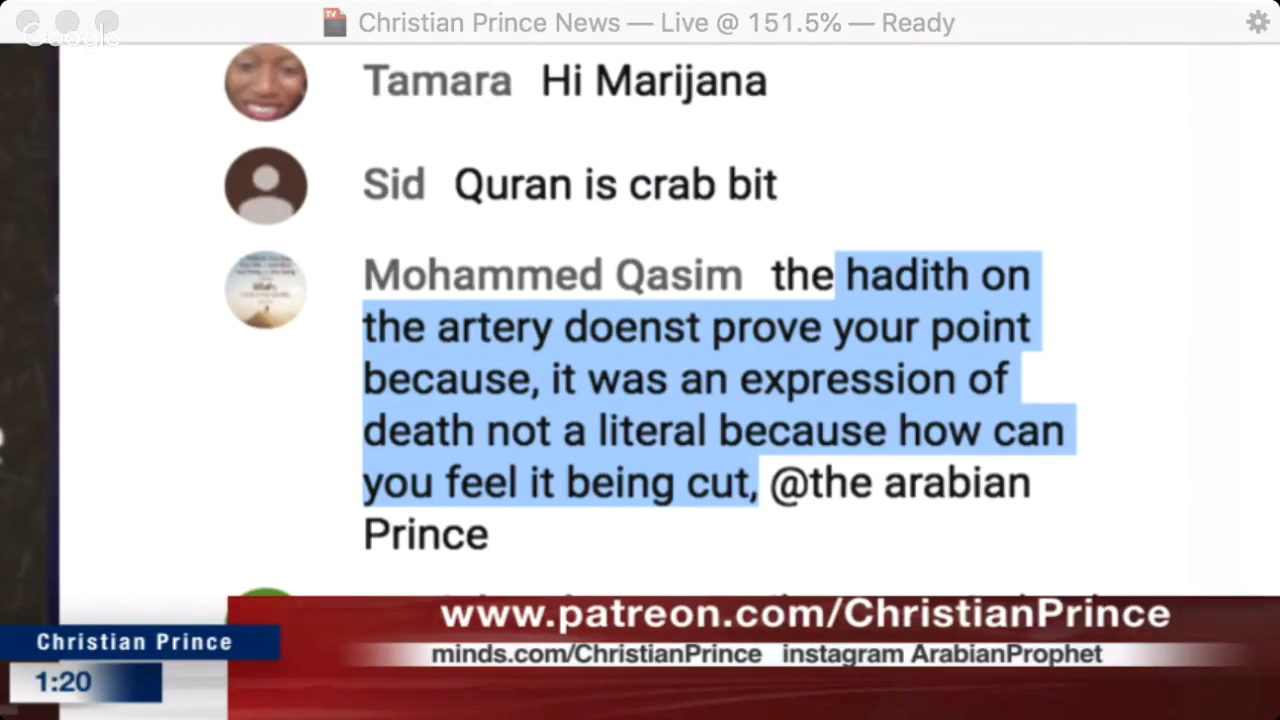 Christian Prince News — Live @ 151.5% — Ready
Google
Tamara Hi Marijana
Sid Quran is crab bit
Mohammed Qasim the hadith on
the artery doenst prove your point
because, it was an expression of
death not a literal because how can
you feel it being cut, @the arabian
Prince
www.patreon.com/ChristianPrince
Christian Prince
minds.com/ChristianPrince instagram ArabianProphet
1:20